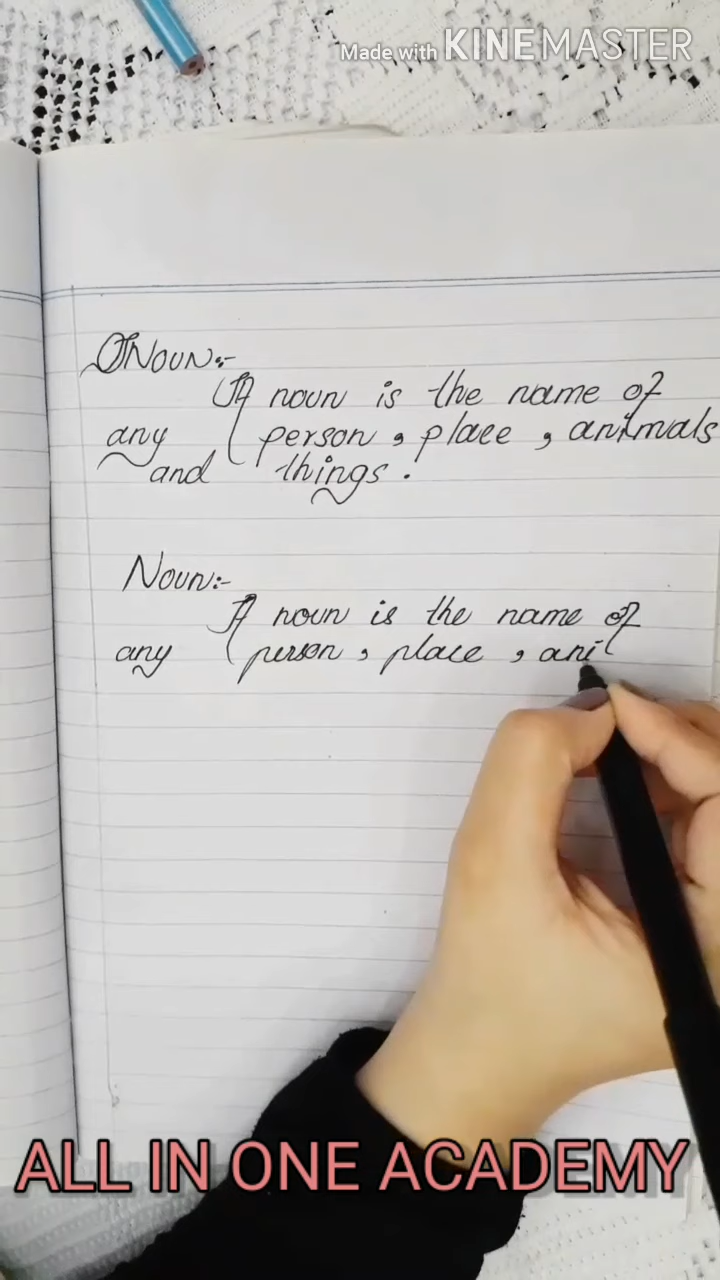 Made with KINEMASTER
Noun:-
A noun is the name of
any person, place, animals
and things.
Noun:-
A noun is the name of
any person, place, ani
ALL IN ONE ACADEMY